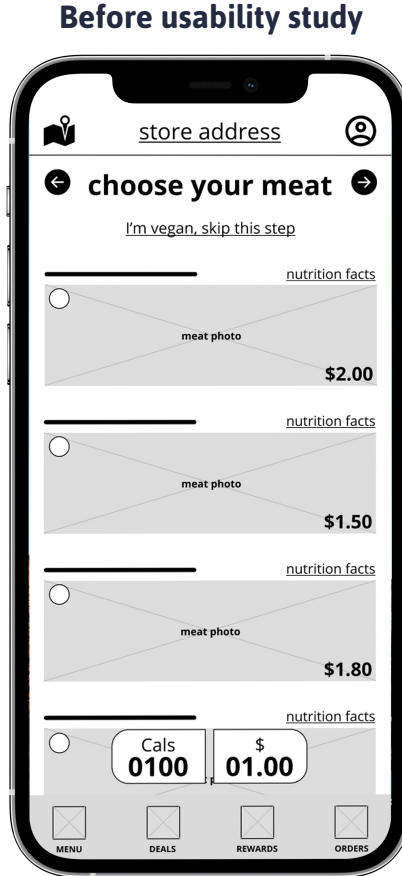 Before usability study
store address
choose your meat
I'm vegan, skip this step
nutrition facts
meat photo
$2.00
nutrition facts
meat photo
$1.50
nutrition facts
meat photo
$1.80
nutrition facts
Cals
0100
$
01.00
MENU
DEALS
REWARDS
ORDERS